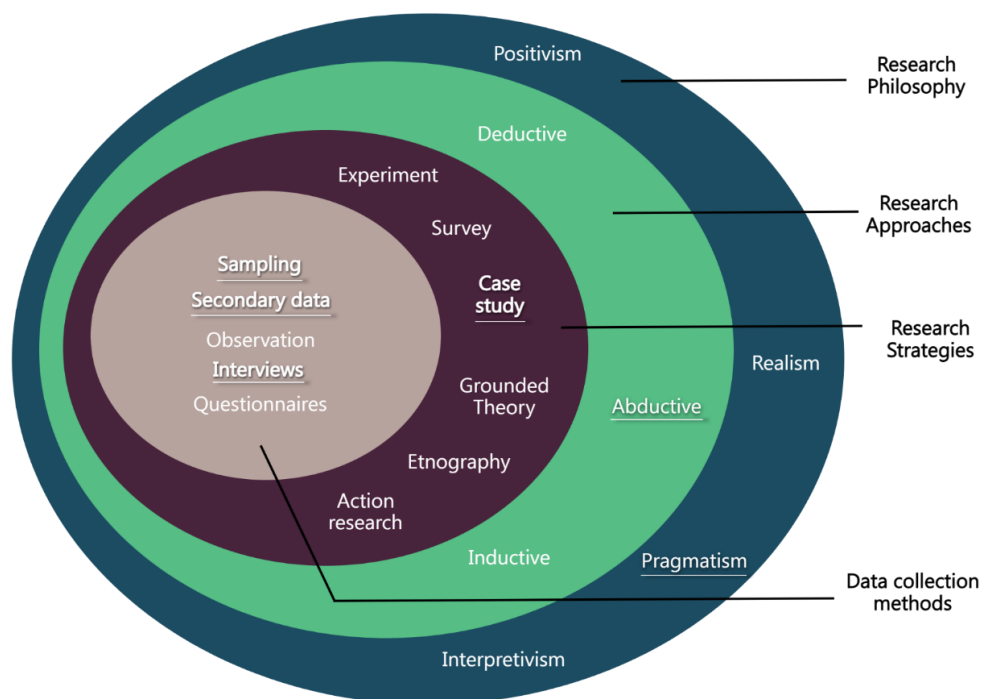 Positivism
Research
Philosophy
Deductive
Experiment
Research
Approaches
Survey
Sampling
Secondary data
Case
study
Observation
Interviews
Questionnaires
Research
Strategies
Realism
Grounded
Theory
Abductive
Etnography
Action
research
Inductive
Pragmatism
Data collection
methods
Interpretivism